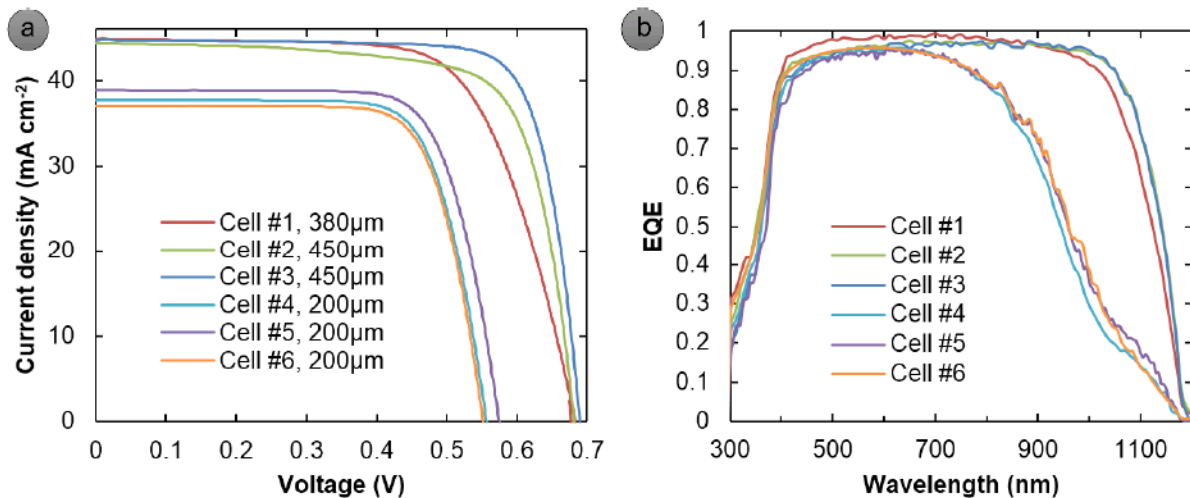 a
Current density (mA cm-2)
40
30
20
10
0
Cell #1, 380µm
Cell #2, 450µm
Cell #3, 450µm
Cell #4, 200µm
Cell #5, 200µm
Cell #6, 200µm
0 0.1 0.2 0.3 0.4 0.5 0.6 0.7
Voltage (V)
b
EQE
1
0.9
0.8
0.7
0.6
0.5
0.4
0.3
0.2
0.1
0
Cell #1
Cell #2
Cell #3
Cell #4
Cell #5
Cell #6
300 500 700 900 1100
Wavelength (nm)